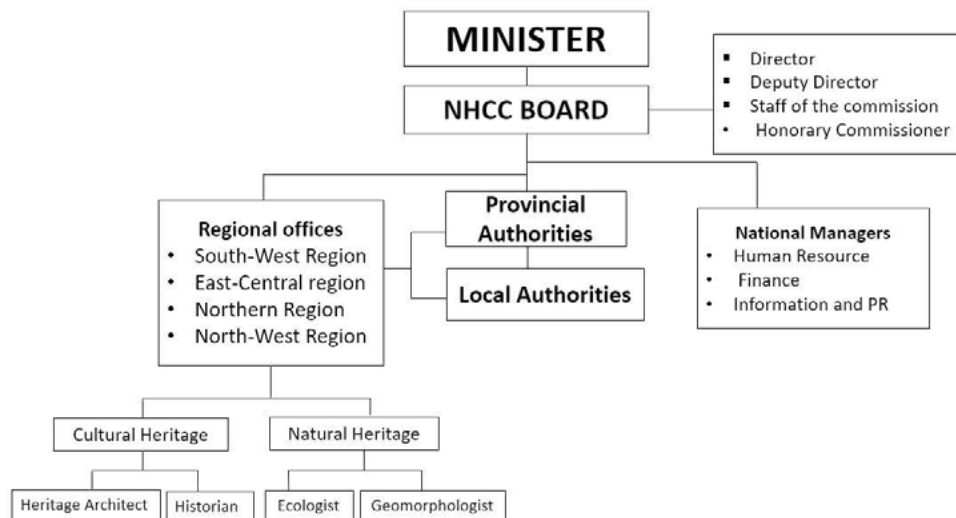 MINISTER
NHCC BOARD
▪ Director
▪ Deputy Director
▪ Staff of the commission
• Honorary Commissioner
Regional offices
• South-West Region
• East-Central region
• Northern Region
• North-West Region
Provincial
Authorities
Local Authorities
National Managers
• Human Resource
• Finance
• Information and PR
Cultural Heritage
Natural Heritage
Heritage Architect
Historian
Ecologist
Geomorphologist